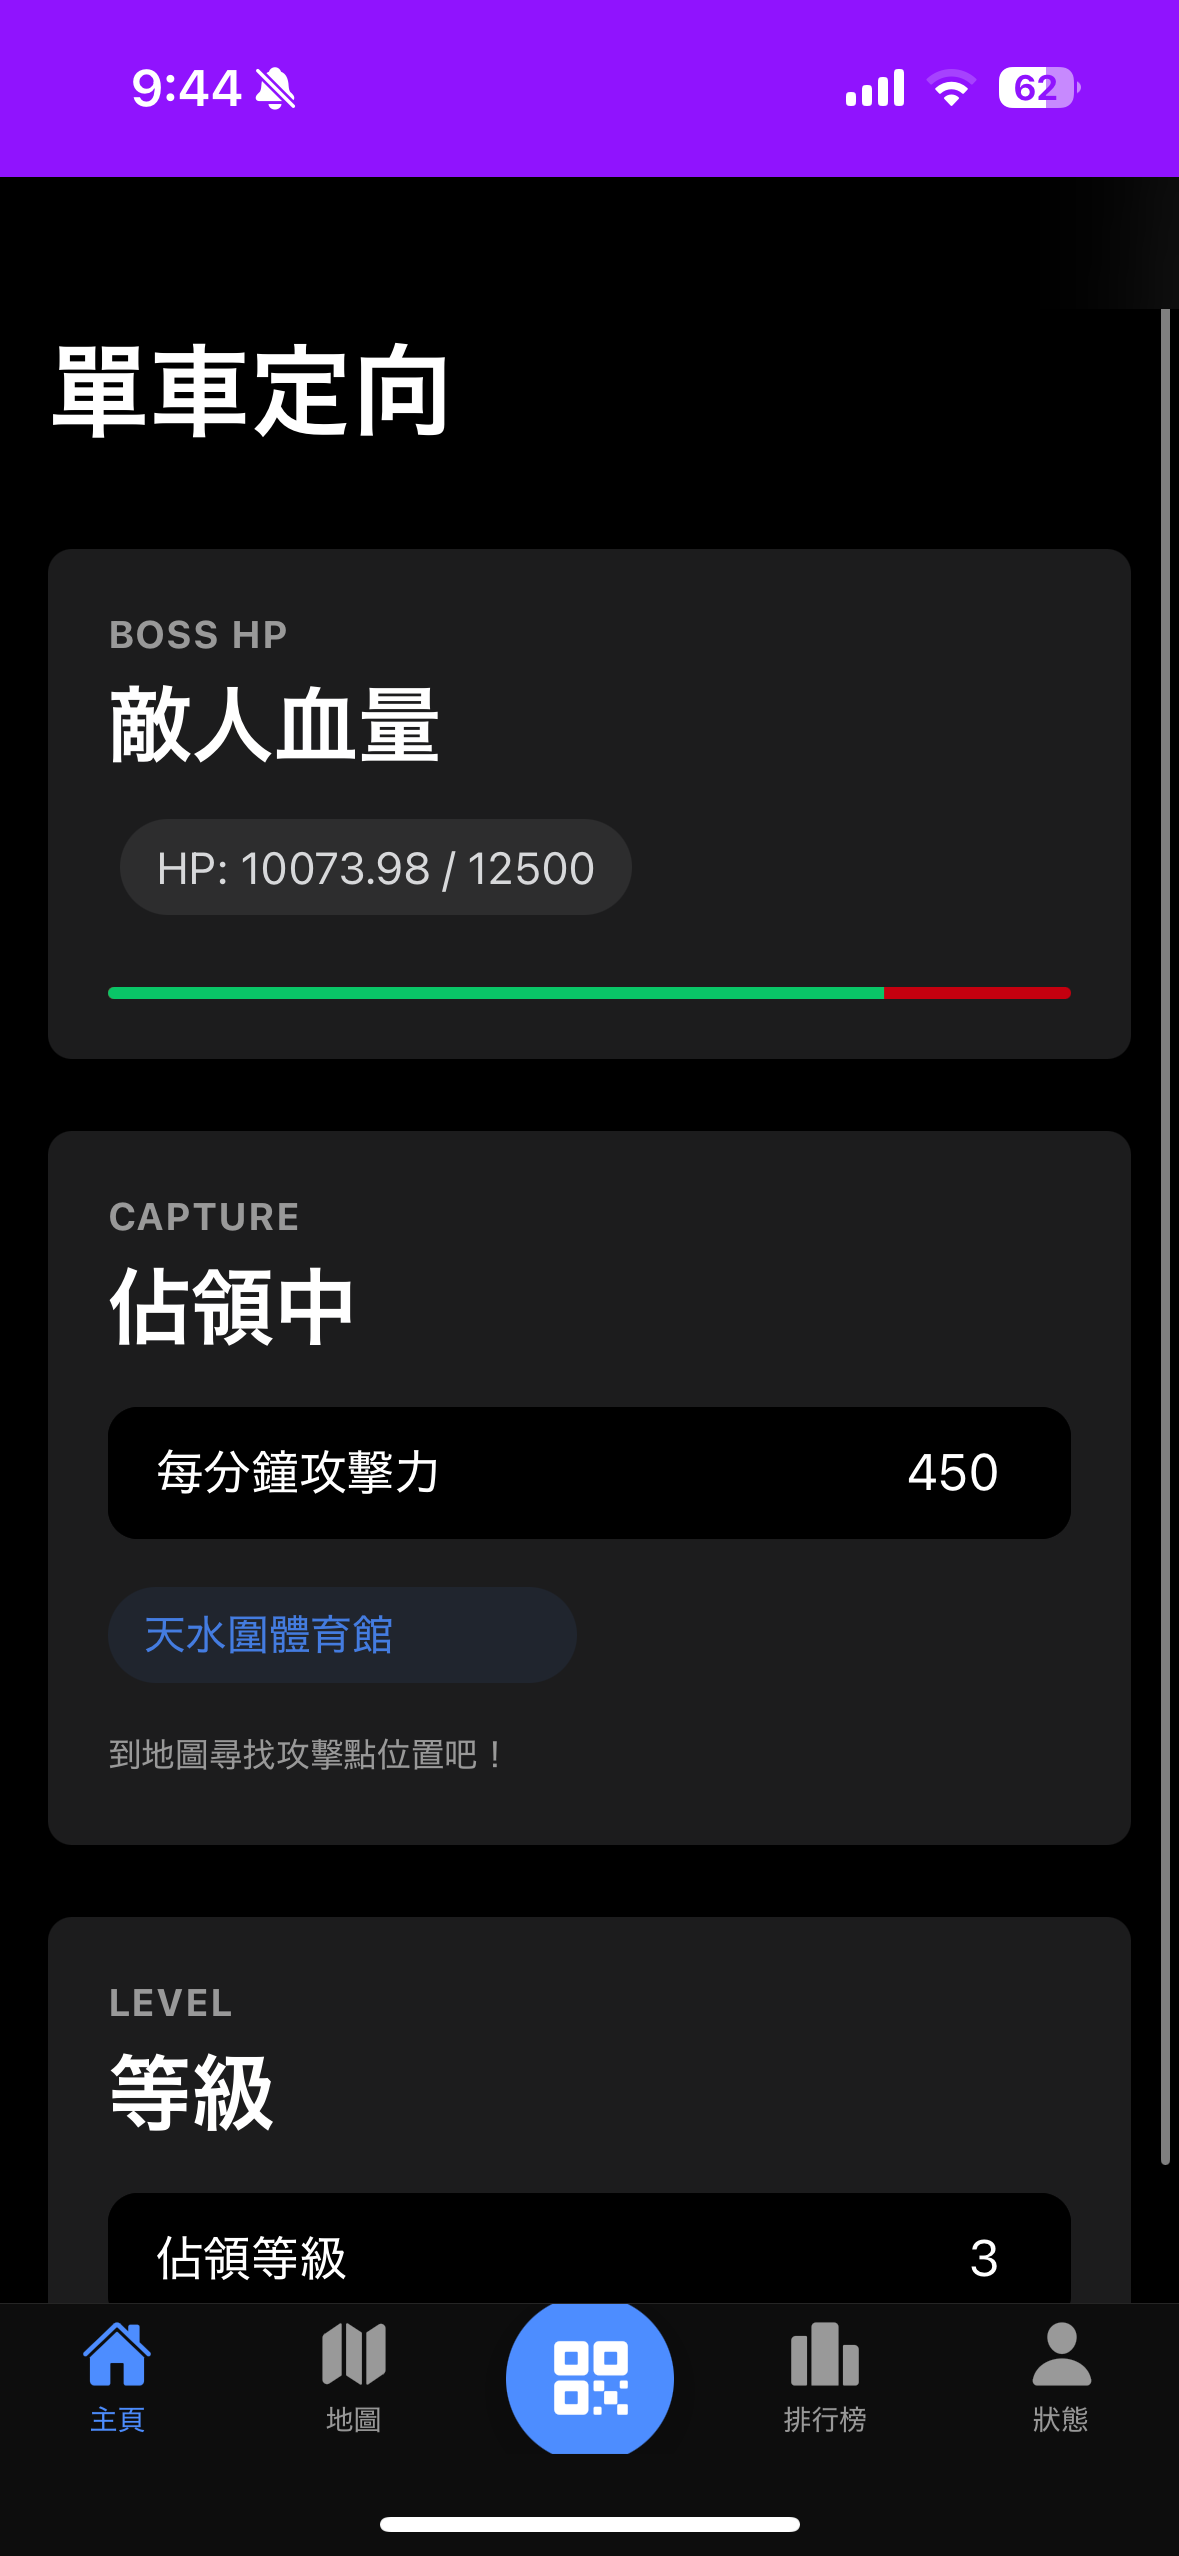 9:44
62
單車定向
BOSS HP
敵人血量
HP: 10073.98 / 12500
CAPTURE
佔領中
每分鐘攻擊力 450
天水圍體育館
到地圖尋找攻擊點位置吧！
LEVEL
等級
佔領等級 3
主頁 地圖 排行榜 狀態